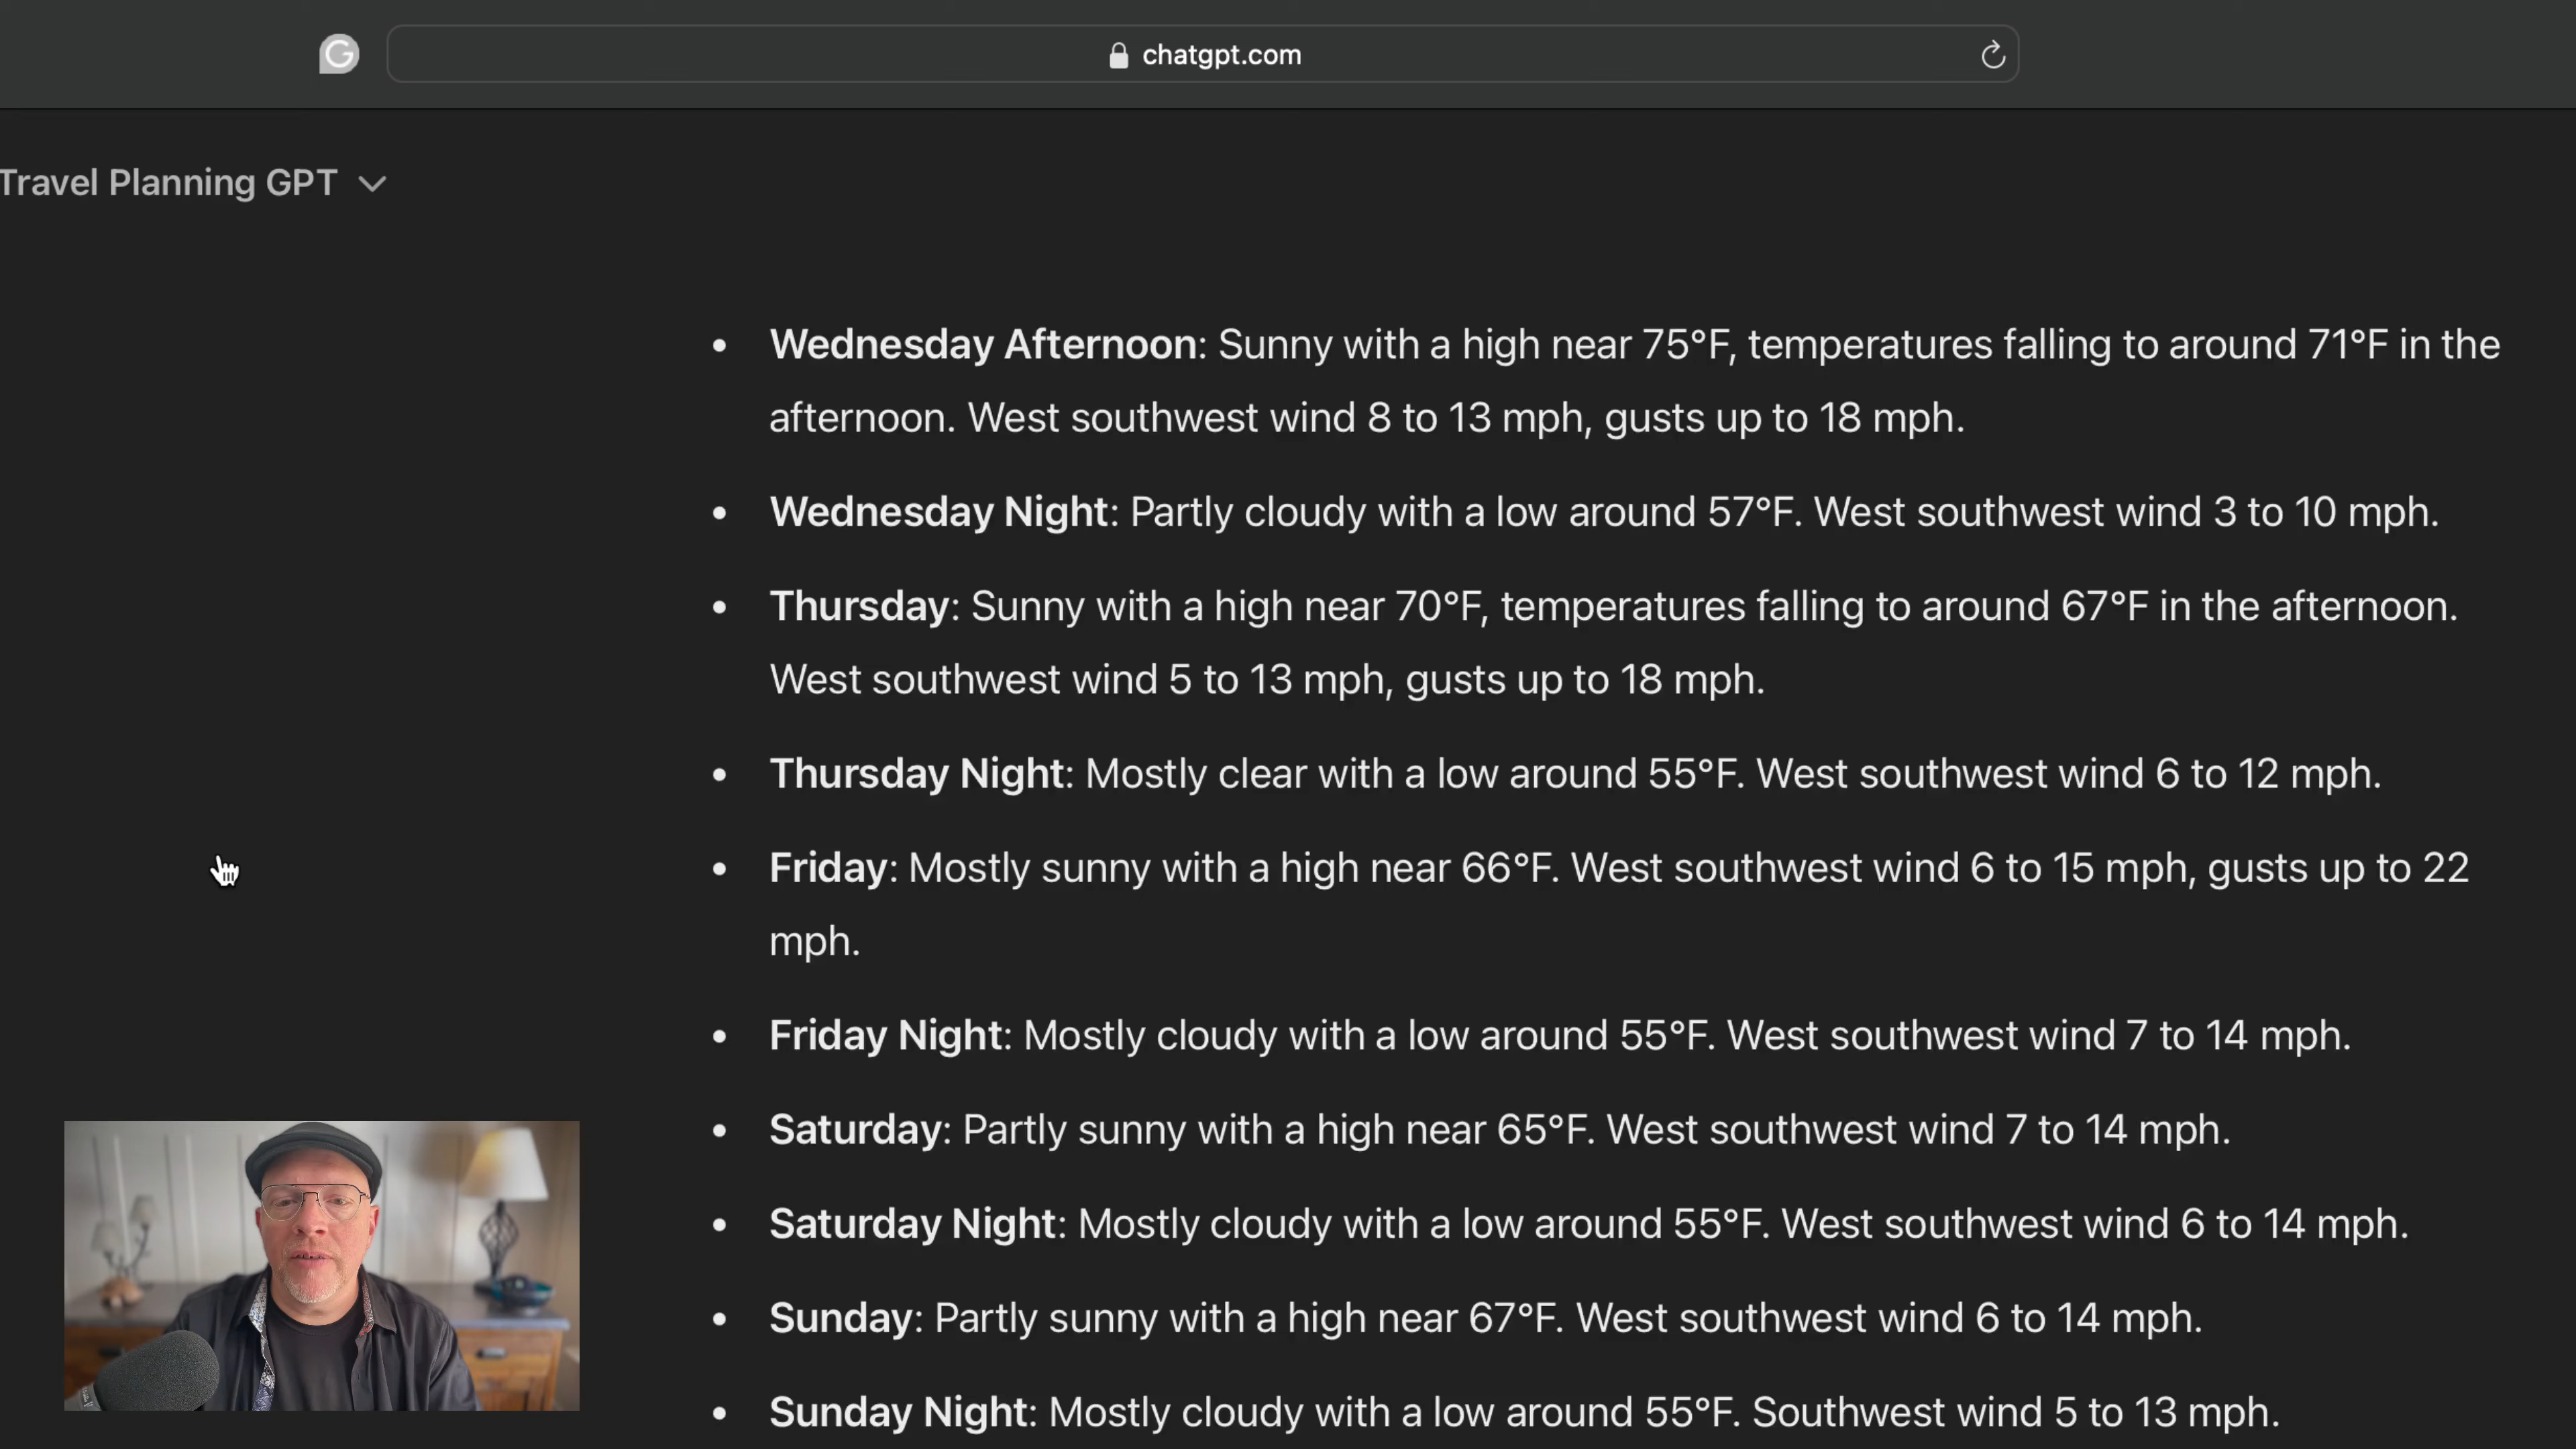 chatgpt.com
Travel Planning GPT
• Wednesday Afternoon: Sunny with a high near 75°F, temperatures falling to around 71°F in the
afternoon. West southwest wind 8 to 13 mph, gusts up to 18 mph.
• Wednesday Night: Partly cloudy with a low around 57°F. West southwest wind 3 to 10 mph.
• Thursday: Sunny with a high near 70°F, temperatures falling to around 67°F in the afternoon.
West southwest wind 5 to 13 mph, gusts up to 18 mph.
• Thursday Night: Mostly clear with a low around 55°F. West southwest wind 6 to 12 mph.
• Friday: Mostly sunny with a high near 66°F. West southwest wind 6 to 15 mph, gusts up to 22
mph.
• Friday Night: Mostly cloudy with a low around 55°F. West southwest wind 7 to 14 mph.
• Saturday: Partly sunny with a high near 65°F. West southwest wind 7 to 14 mph.
• Saturday Night: Mostly cloudy with a low around 55°F. West southwest wind 6 to 14 mph.
• Sunday: Partly sunny with a high near 67°F. West southwest wind 6 to 14 mph.
• Sunday Night: Mostly cloudy with a low around 55°F. Southwest wind 5 to 13 mph.